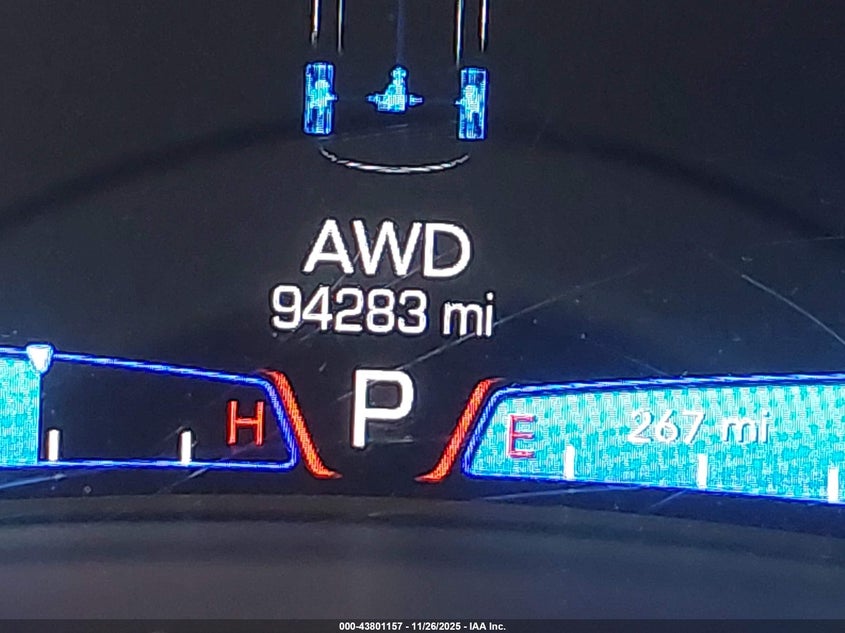 AWD
94283 mi
H P E 267 mi
000-43801157 - 11/26/2025 - IAA Inc.